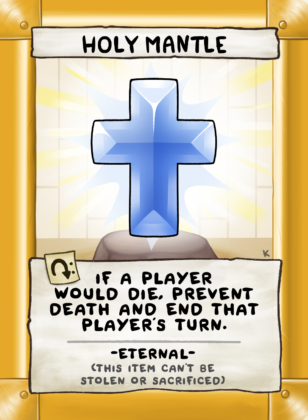 HOLY MANTLE
K
IF A PLAYER
WOULD DIE, PREVENT
DEATH AND END THAT
PLAYER'S TURN.
-ETERNAL-
(THIS ITEM CAN'T BE
STOLEN OR SACRIFICED)